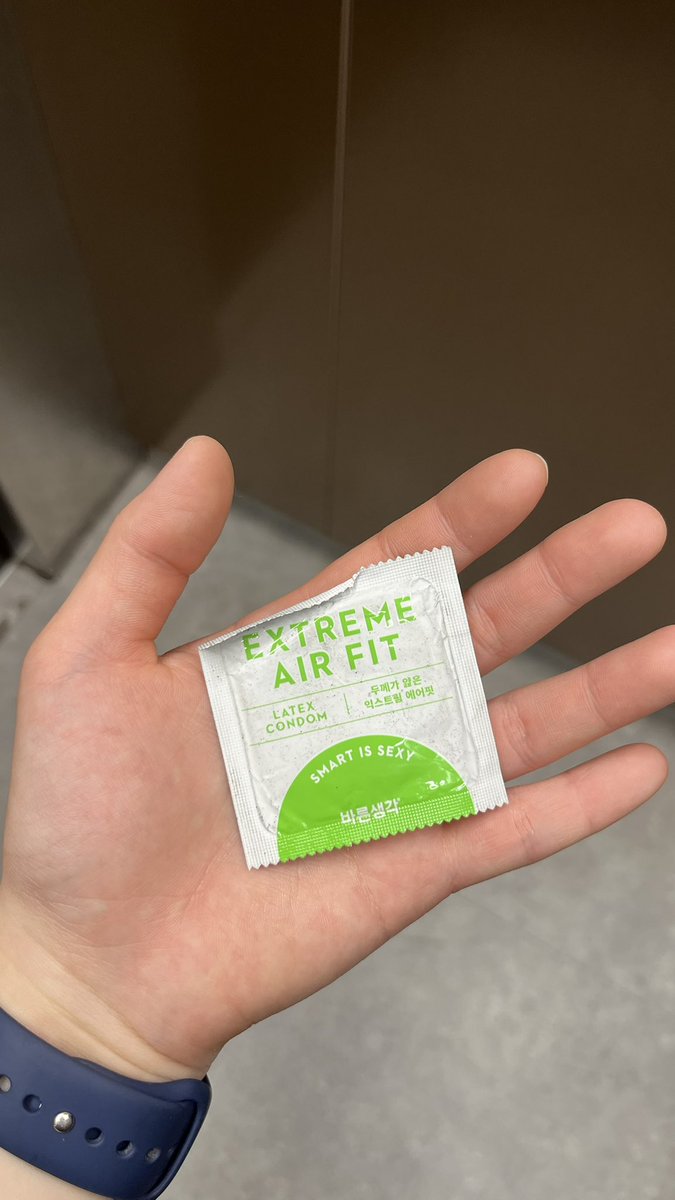 EXTREME
AIR FIT
LATEX
CONDOM
두께가 얇은
익스트림 에어핏
SMART IS SEXY
바른생각